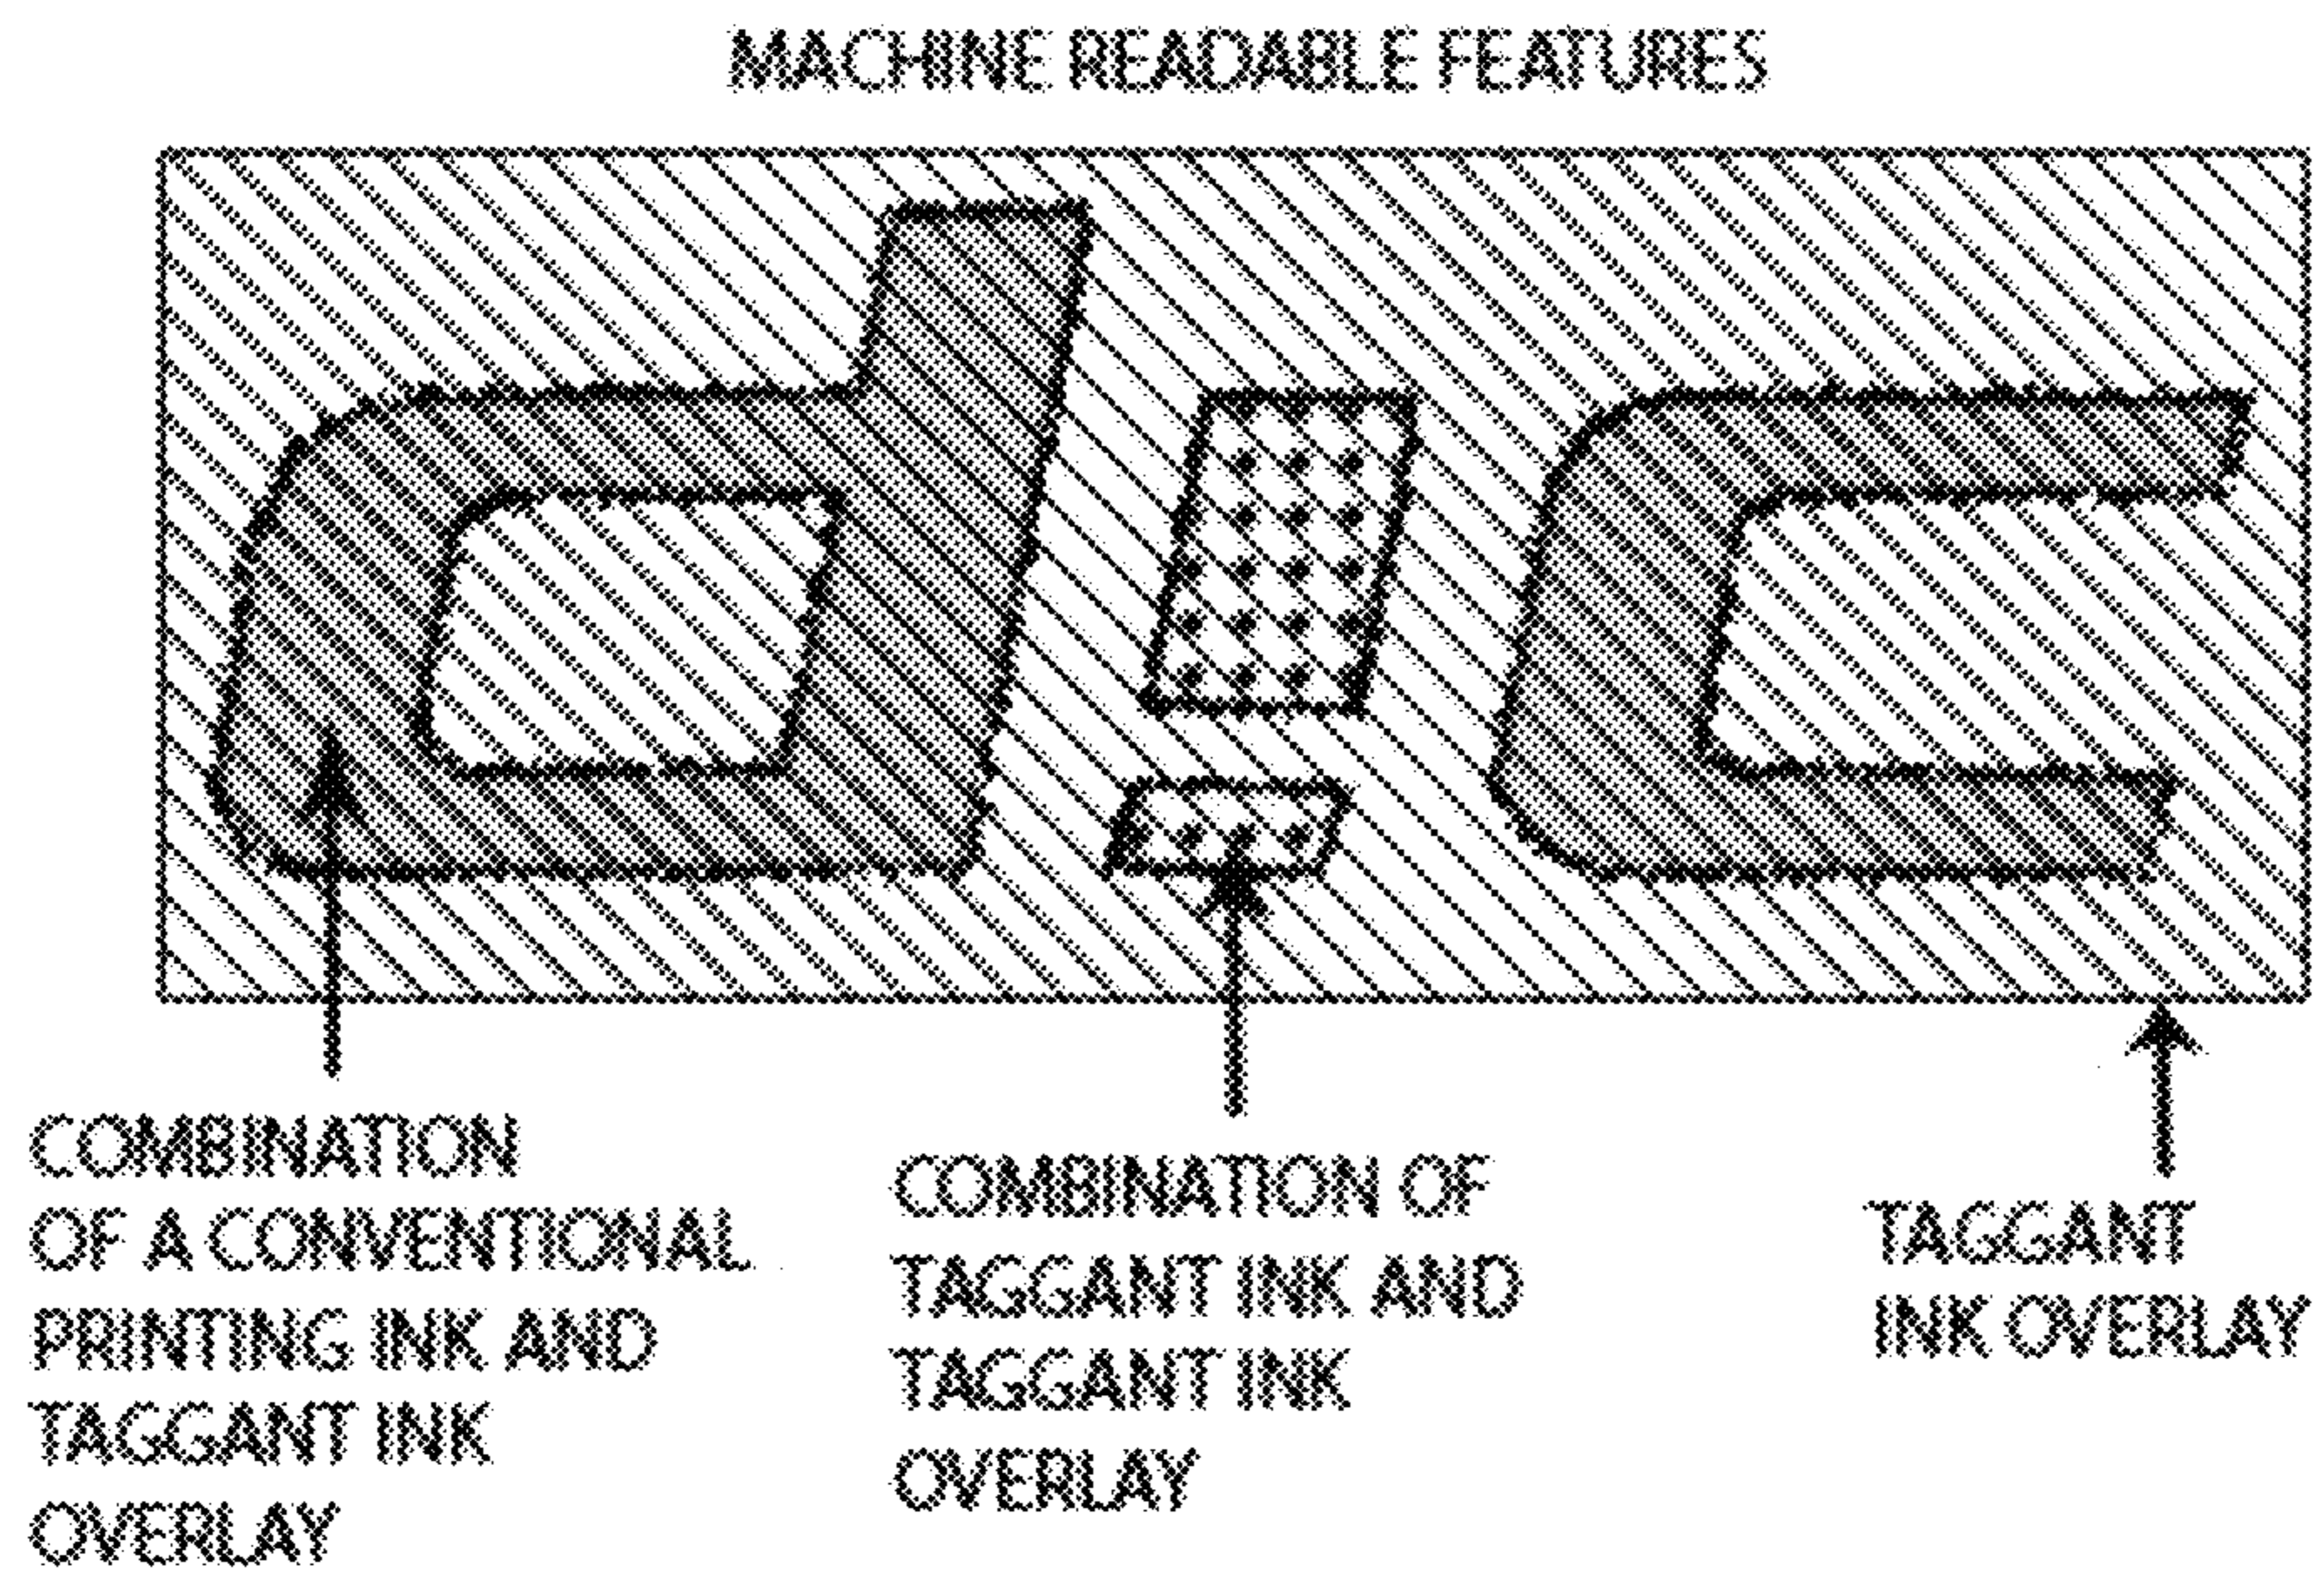 MACHINE READABLE FEATURES
d!c
COMBINATION
OF A CONVENTIONAL
PRINTING INK AND
TAGGANT INK
OVERLAY
COMBINATION OF
TAGGANT INK AND
TAGGANT INK
OVERLAY
TAGGANT
INK OVERLAY